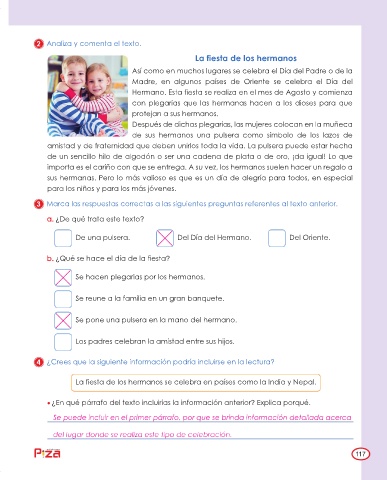 2 Analiza y comenta el texto.
La fiesta de los hermanos
Así como en muchos lugares se celebra el Día del Padre o de la
Madre, en algunos países de Oriente se celebra el Día del
Hermano. Esta fiesta se realiza en el mes de Agosto y comienza
con plegarias que las hermanas hacen a los dioses para que
protejan a sus hermanos.
Después de dichas plegarias, las mujeres colocan en la muñeca
de sus hermanos una pulsera como símbolo de los lazos de
amistad y de fraternidad que deben unirlos toda la vida. La pulsera puede estar hecha
de un sencillo hilo de algodón o ser una cadena de plata o de oro, ¡da igual! Lo que
importa es el cariño con que se entrega. A su vez, los hermanos suelen hacer un regalo a
sus hermanas. Pero lo más valioso es que es un día de alegría para todos, en especial
para los niños y para los más jóvenes.
3 Marca las respuestas correctas a las siguientes preguntas referentes al texto anterior.
a. ¿De qué trata este texto?
De una pulsera. Del Día del Hermano. Del Oriente.
b. ¿Qué se hace el día de la fiesta?
Se hacen plegarias por los hermanos.
Se reune a la familia en un gran banquete.
Se pone una pulsera en la mano del hermano.
Los padres celebran la amistad entre sus hijos.
4 ¿Crees que la siguiente información podría incluirse en la lectura?
La fiesta de los hermanos se celebra en países como la India y Nepal.
• ¿En qué párrafo del texto incluirías la información anterior? Explica porqué.
Se puede incluir en el primer párrafo, por que se brinda información detallada acerca
del lugar donde se realiza este tipo de celebración.
Piza 117